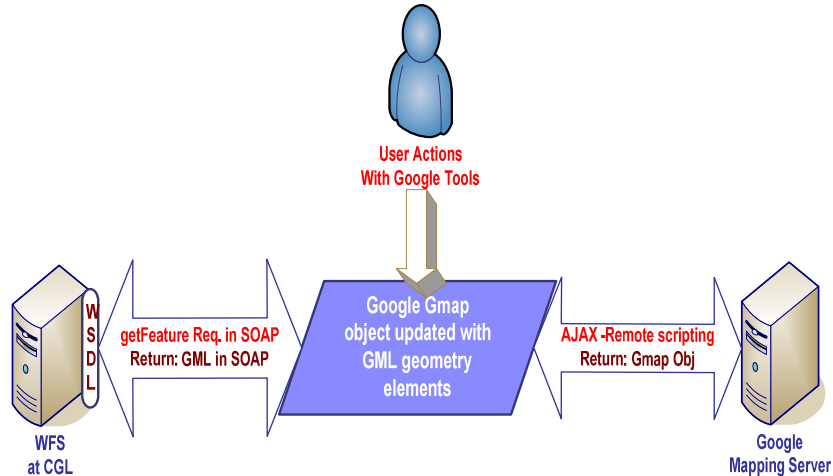 User Actions
With Google Tools
W
S
D
L
getFeature Req. in SOAP
Return: GML in SOAP
Google Gmap
object updated with
GML geometry
elements
AJAX -Remote scripting
Return: Gmap Obj
WFS
at CGL
Google
Mapping Server